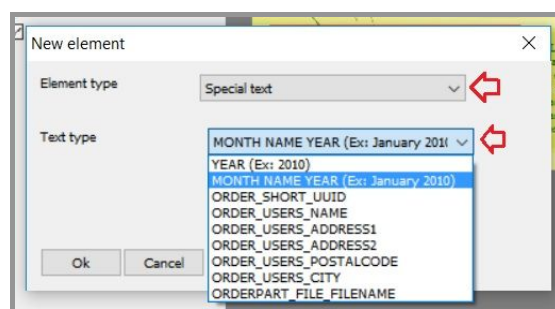 New element
Element type
Special text
Text type
MONTH NAME YEAR (Ex: January 201
YEAR (Ex: 2010)
MONTH NAME YEAR (Ex: January 2010)
ORDER_SHORT_UUID
ORDER_USERS_NAME
ORDER_USERS_ADDRESS1
ORDER_USERS_ADDRESS2
ORDER_USERS_POSTALCODE
ORDER_USERS_CITY
ORDERPART_FILE_FILENAME
Ok Cancel